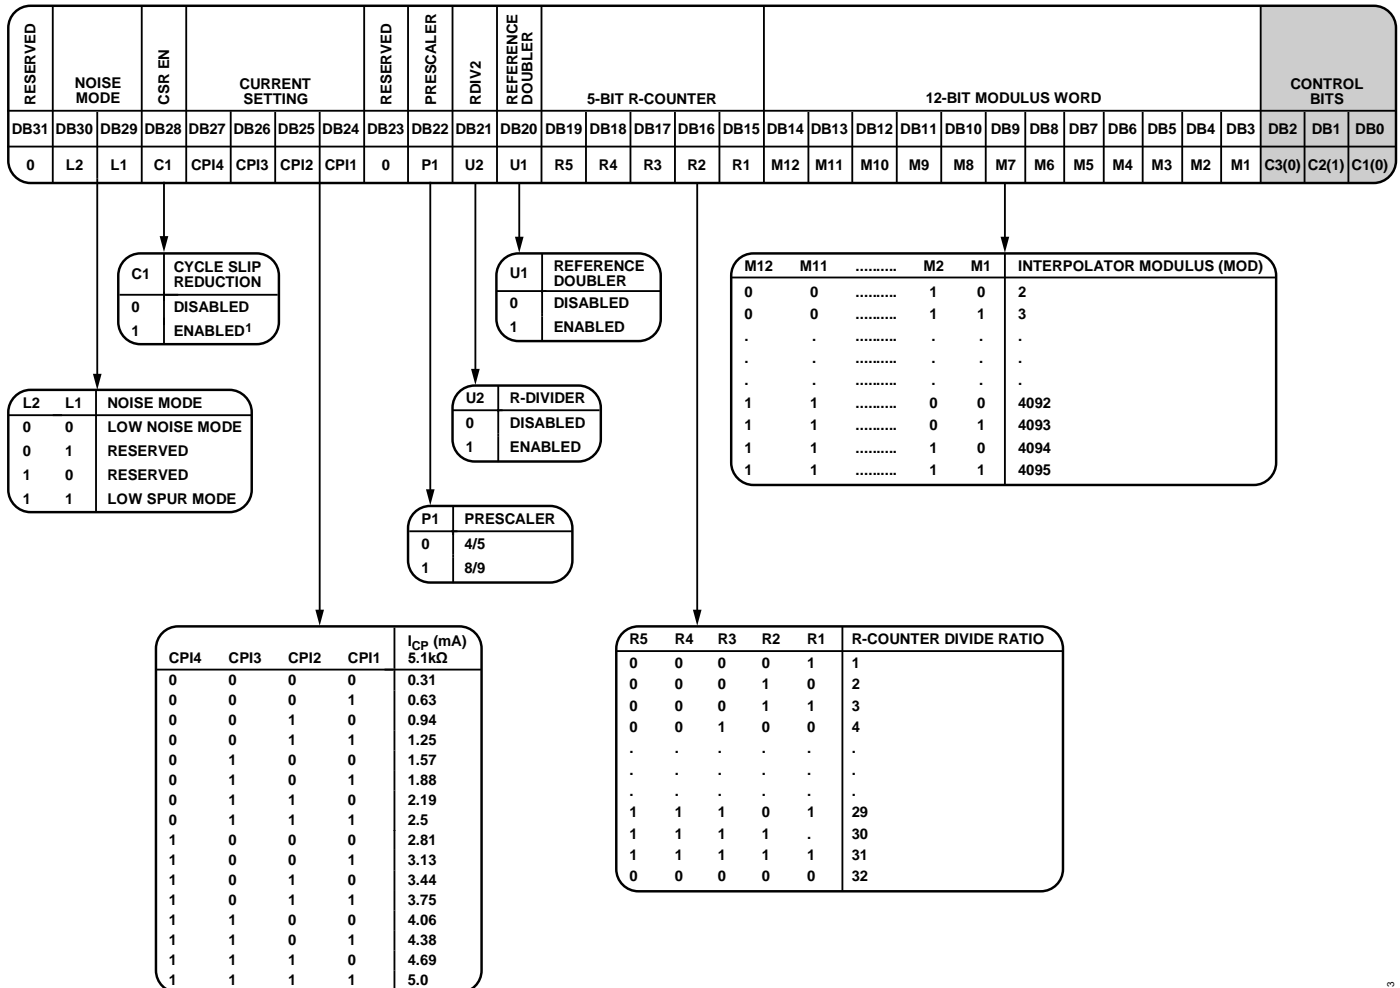 RESERVED
NOISE MODE
CSR EN
CURRENT SETTING
RESERVED
PRESCALER
RDIV2
REFERENCE DOUBLER
5-BIT R-COUNTER
12-BIT MODULUS WORD
CONTROL BITS
DB31 DB30 DB29 DB28 DB27 DB26 DB25 DB24 DB23 DB22 DB21 DB20 DB19 DB18 DB17 DB16 DB15 DB14 DB13 DB12 DB11 DB10 DB9 DB8 DB7 DB6 DB5 DB4 DB3 DB2 DB1 DB0
0 L2 L1 C1 CPI4 CPI3 CPI2 CPI1 0 P1 U2 U1 R5 R4 R3 R2 R1 M12 M11 M10 M9 M8 M7 M6 M5 M4 M3 M2 M1 C3(0) C2(1) C1(0)
C1 CYCLE SLIP REDUCTION
0 DISABLED
1 ENABLED1
U1 REFERENCE DOUBLER
0 DISABLED
1 ENABLED
M12 M11 .......... M2 M1 INTERPOLATOR MODULUS (MOD)
0 0 .......... 1 0 2
0 0 .......... 1 1 3
. . .......... . . .
. . .......... . . .
. . .......... . . .
1 1 .......... 0 0 4092
1 1 .......... 0 1 4093
1 1 .......... 1 0 4094
1 1 .......... 1 1 4095
L2 L1 NOISE MODE
0 0 LOW NOISE MODE
0 1 RESERVED
1 0 RESERVED
1 1 LOW SPUR MODE
U2 R-DIVIDER
0 DISABLED
1 ENABLED
P1 PRESCALER
0 4/5
1 8/9
CPI4 CPI3 CPI2 CPI1 ICP (mA) 5.1kΩ
0 0 0 0 0.31
0 0 0 1 0.63
0 0 1 0 0.94
0 0 1 1 1.25
0 1 0 0 1.57
0 1 0 1 1.88
0 1 1 0 2.19
0 1 1 1 2.5
1 0 0 0 2.81
1 0 0 1 3.13
1 0 1 0 3.44
1 0 1 1 3.75
1 1 0 0 4.06
1 1 0 1 4.38
1 1 1 0 4.69
1 1 1 1 5.0
R5 R4 R3 R2 R1 R-COUNTER DIVIDE RATIO
0 0 0 0 1 1
0 0 0 1 0 2
0 0 0 1 1 3
0 0 1 0 0 4
. . . . . .
. . . . . .
. . . . . .
1 1 1 0 1 29
1 1 1 1 . 30
1 1 1 1 1 31
0 0 0 0 0 32
3